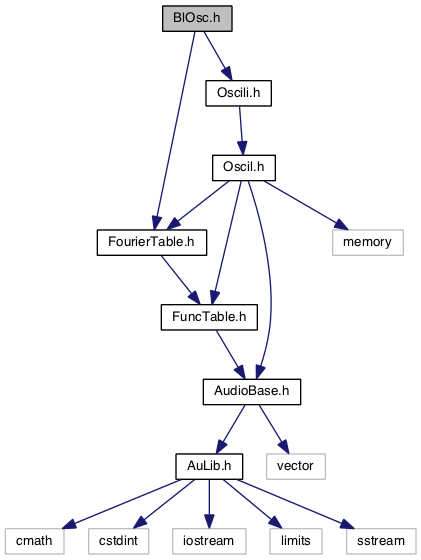 BlOsc.h
Oscili.h
Oscil.h
FourierTable.h
memory
FuncTable.h
AudioBase.h
AuLib.h
vector
cmath
cstdint
iostream
limits
sstream